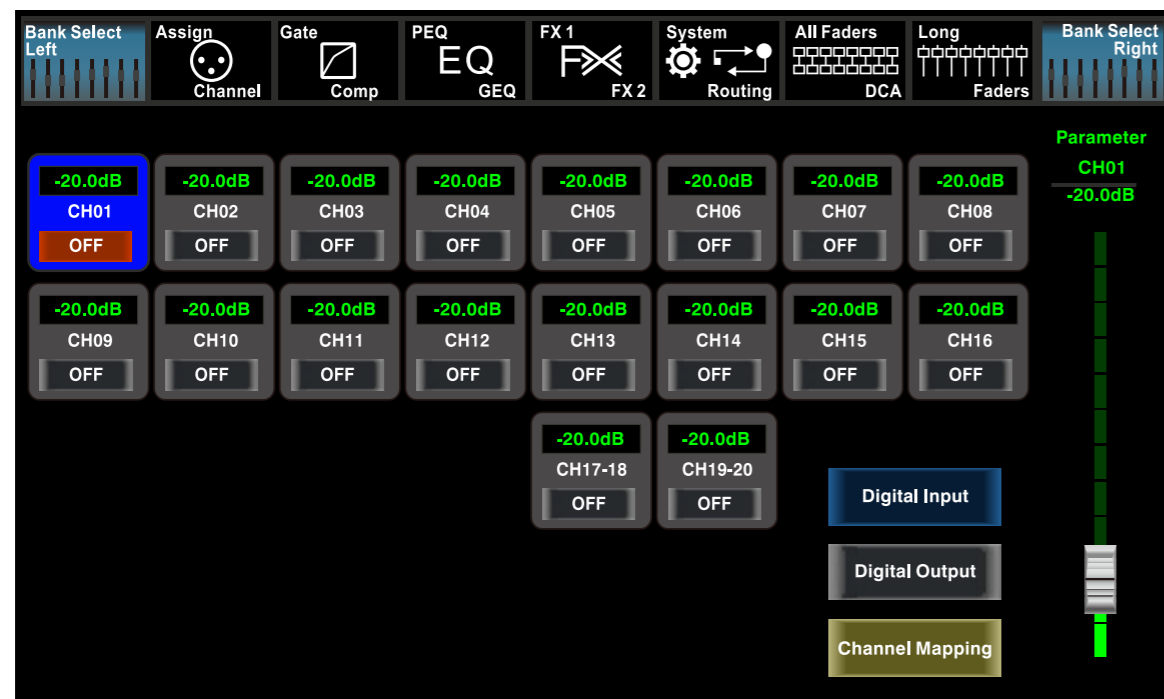 Bank Select
Left
Assign
Channel
Gate
Comp
PEQ
EQ
GEQ
FX 1
FX
FX 2
System
Routing
All Faders
DCA
Long
Faders
Bank Select
Right
Parameter
CH01
-20.0dB
-20.0dB -20.0dB -20.0dB -20.0dB -20.0dB -20.0dB -20.0dB -20.0dB
CH01 CH02 CH03 CH04 CH05 CH06 CH07 CH08
OFF OFF OFF OFF OFF OFF OFF OFF
-20.0dB -20.0dB -20.0dB -20.0dB -20.0dB -20.0dB -20.0dB -20.0dB
CH09 CH10 CH11 CH12 CH13 CH14 CH15 CH16
OFF OFF OFF OFF OFF OFF OFF OFF
-20.0dB -20.0dB
CH17-18 CH19-20
OFF OFF
Digital Input
Digital Output
Channel Mapping